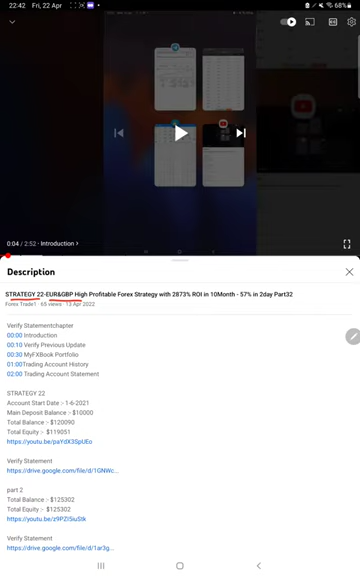 22:42 Fri, 22 Apr
68%
0:04 / 2:52 · Introduction
Description
STRATEGY 22-EUR&GBP High Profitable Forex Strategy with 2873% ROI in 10Month - 57% in 2day Part32
Forex Trade1 · 65 views · 13 Apr 2022
Verify Statementchapter
00:00 Introduction
00:10 Verify Previous Update
00:30 MyFXBook Portfolio
01:00Trading Account History
02:00 Trading Account Statement
STRATEGY 22
Account Start Date :- 1-6-2021
Main Deposit Balance :- $10000
Total Balance :- $120090
Total Equity :- $119051
https://youtu.be/paYdX3SpUEo
Verify Statement
https://drive.google.com/file/d/1GNWc...
part 2
Total Balance :- $125302
Total Equity :- $125302
https://youtu.be/z9PZISiuStk
Verify Statement
https://drive.google.com/file/d/1ar3g...